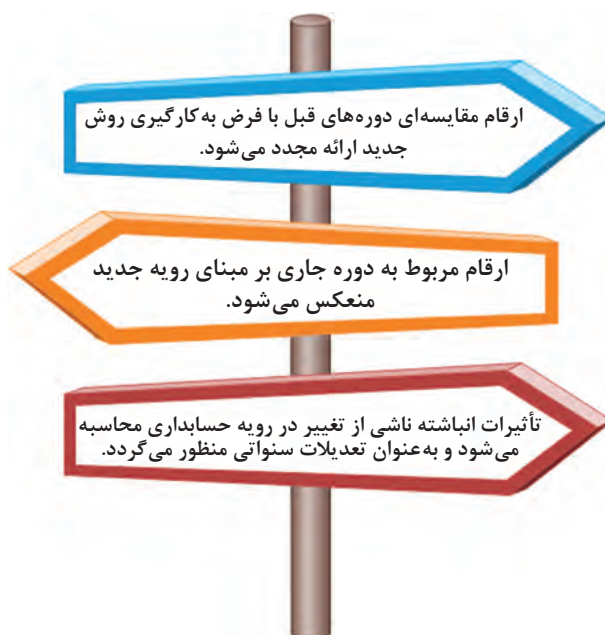 ارقام مقایسه‌ای دوره‌های قبل با فرض به‌کارگیری روش
جدید ارائه مجدد می‌شود.
ارقام مربوط به دوره جاری بر مبنای رویه جدید
منعکس می‌شود.
تأثیرات انباشته ناشی از تغییر در رویه حسابداری محاسبه
می‌شود و به‌عنوان تعدیلات سنواتی منظور می‌گردد.